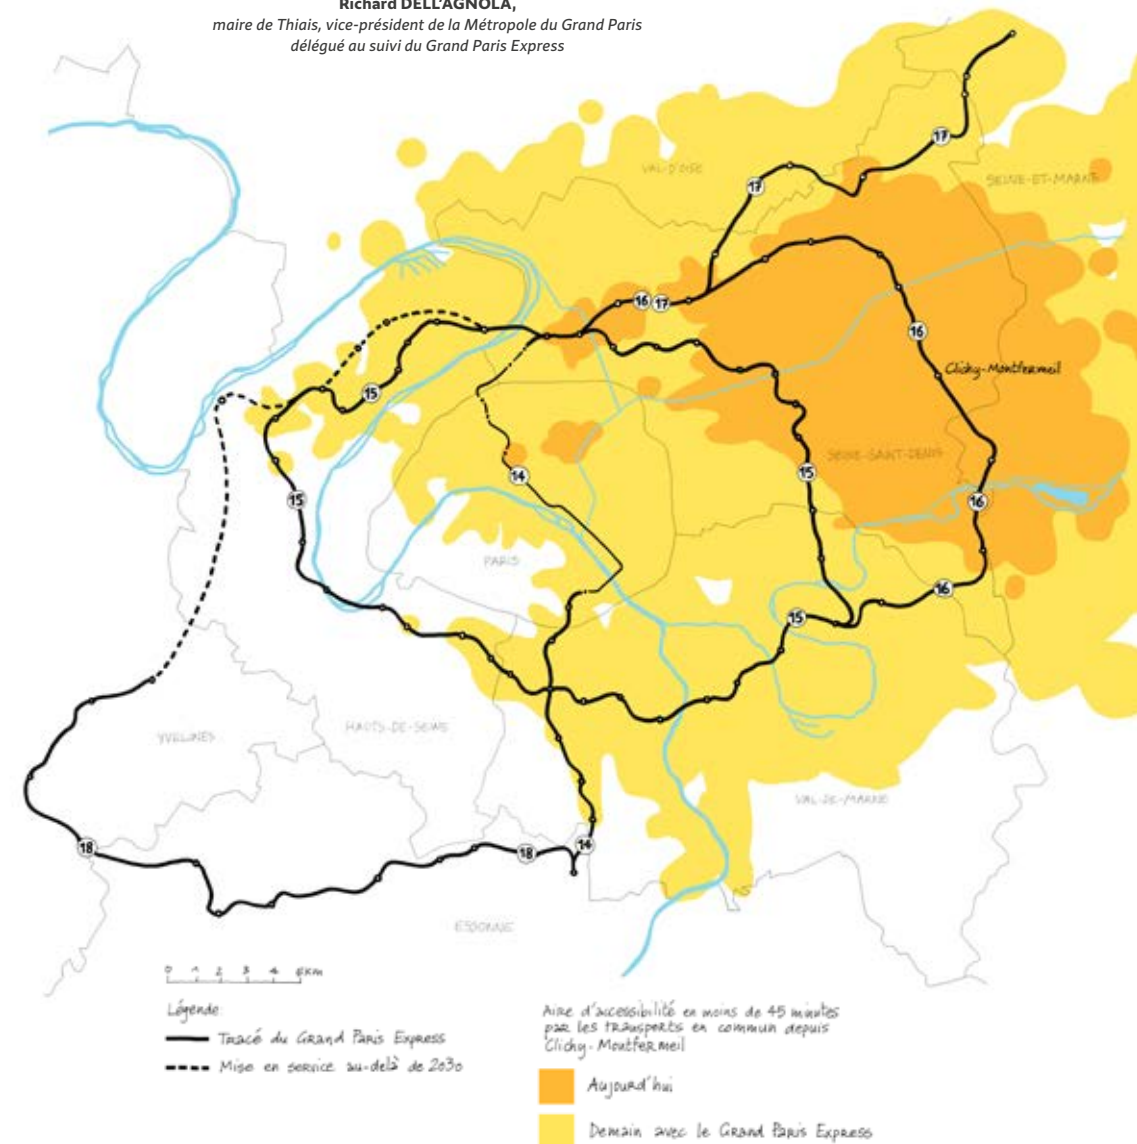 Richard DELL'AGNOLA,
maire de Thiais, vice-président de la Métropole du Grand Paris
délégué au suivi du Grand Paris Express
17
VAL D'OISE
17
SEINE-ET-MARNE
16
17
16
Clichy-Montfermeil
15
SEINE-SAINT-DENIS
15
14
15
16
PARIS
16
15
YVELINES
HAUTS-DE-SEINE
VAL-DE-MARNE
18
18
14
ESSONNE
0 1 2 3 4 5km
Légende:
Tracé du Grand Paris Express
Mise en service au-delà de 2030
Aire d'accessibilité en moins de 45 minutes
par les transports en commun depuis
Clichy-Montfermeil
Aujourd'hui
Demain avec le Grand Paris Express